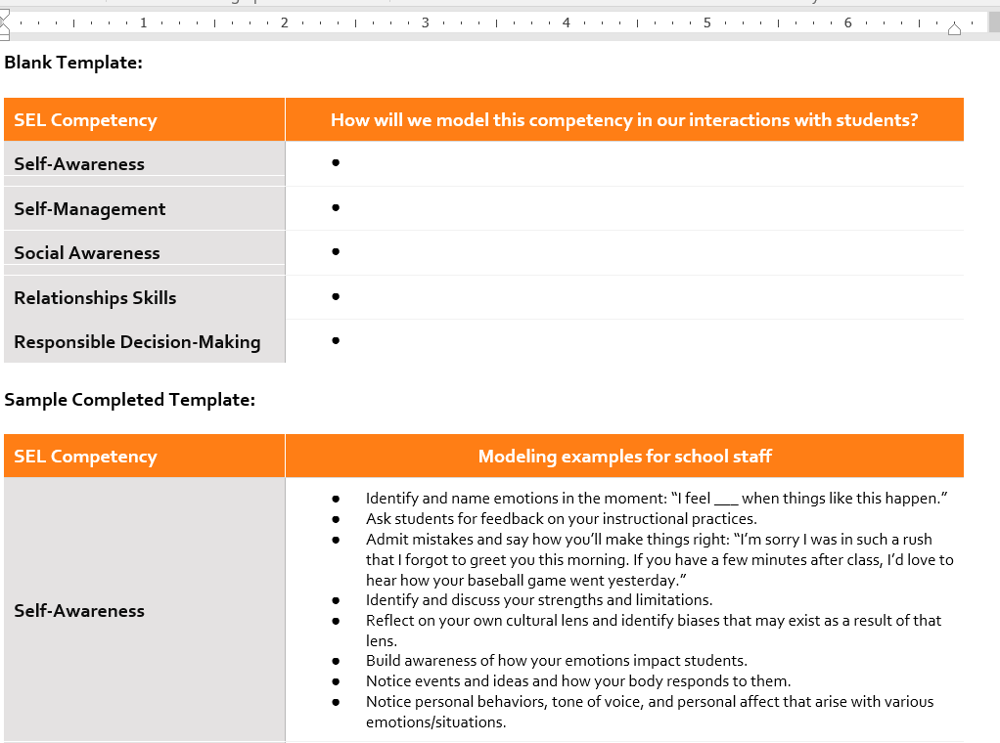 1 2 3 4 5 6
Blank Template:
SEL Competency How will we model this competency in our interactions with students?
Self-Awareness •
Self-Management •
Social Awareness •
Relationships Skills •
Responsible Decision-Making •
Sample Completed Template:
SEL Competency Modeling examples for school staff
Self-Awareness
• Identify and name emotions in the moment: “I feel ___ when things like this happen.”
• Ask students for feedback on your instructional practices.
• Admit mistakes and say how you’ll make things right: “I’m sorry I was in such a rush
that I forgot to greet you this morning. If you have a few minutes after class, I’d love to
hear how your baseball game went yesterday.”
• Identify and discuss your strengths and limitations.
• Reflect on your own cultural lens and identify biases that may exist as a result of that
lens.
• Build awareness of how your emotions impact students.
• Notice events and ideas and how your body responds to them.
• Notice personal behaviors, tone of voice, and personal affect that arise with various
emotions/situations.